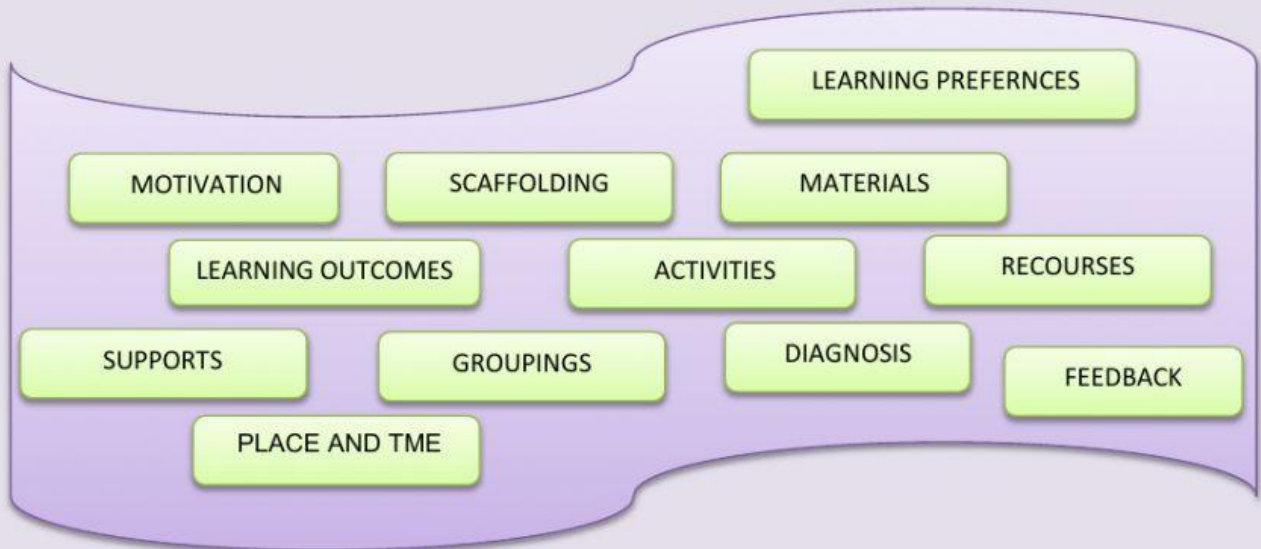 LEARNING PREFERNCES
MOTIVATION
SCAFFOLDING
MATERIALS
LEARNING OUTCOMES
ACTIVITIES
RECOURSES
SUPPORTS
GROUPINGS
DIAGNOSIS
FEEDBACK
PLACE AND TME